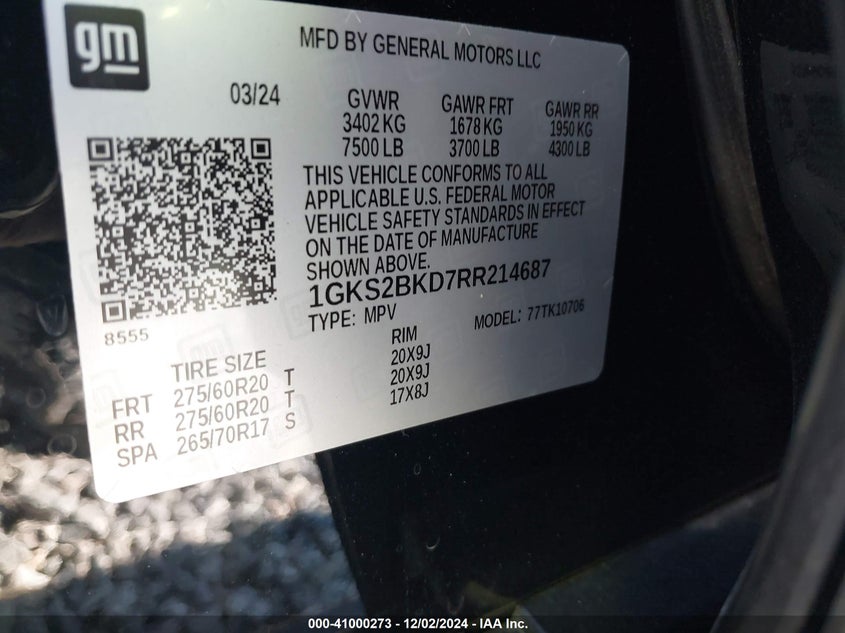 gm
MFD BY GENERAL MOTORS LLC
03/24 GVWR GAWR FRT GAWR RR
3402 KG 1678 KG 1950 KG
7500 LB 3700 LB 4300 LB
THIS VEHICLE CONFORMS TO ALL
APPLICABLE U.S. FEDERAL MOTOR
VEHICLE SAFETY STANDARDS IN EFFECT
ON THE DATE OF MANUFACTURE
SHOWN ABOVE.
1GKS2BKD7RR214687
TYPE: MPV MODEL: 77TK10706
8555
TIRE SIZE RIM
FRT 275/60R20 T 20X9J
RR 275/60R20 T 20X9J
SPA 265/70R17 S 17X8J
000-41000273 - 12/02/2024 - IAA Inc.